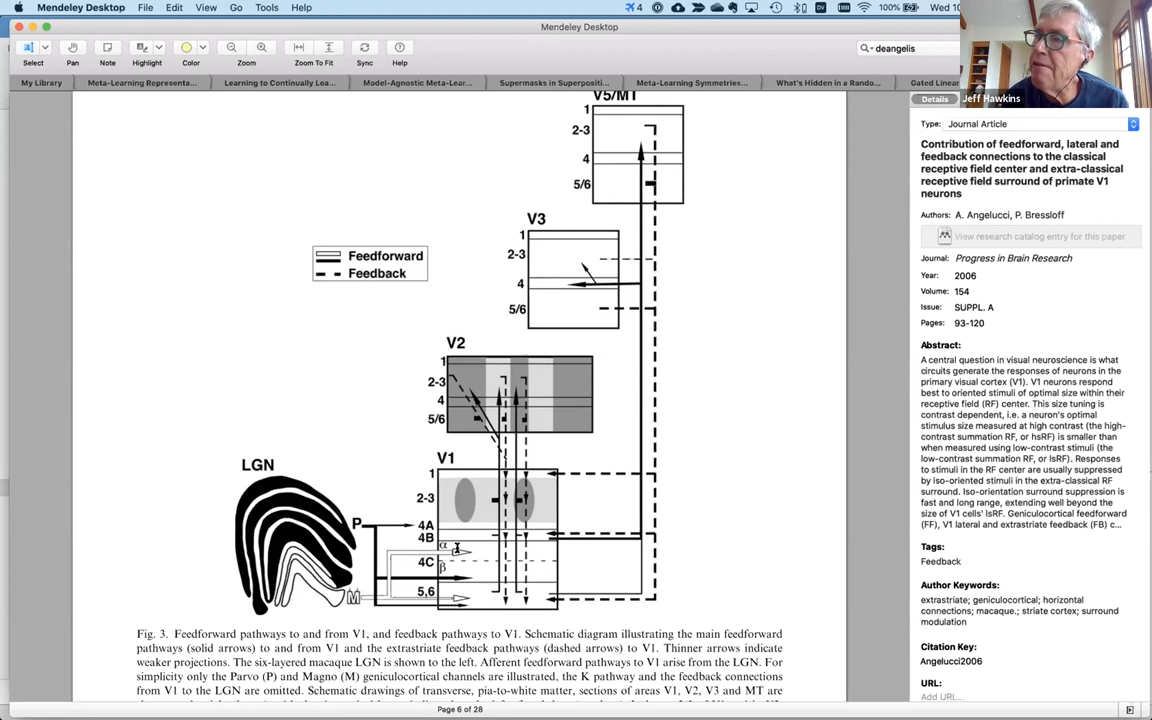 Mendeley Desktop File Edit View Go Tools Help 4 100% Wed 10
Mendeley Desktop
Select Pan Note Highlight Color Zoom Zoom To Fit Sync Help
deangelis
My Library Meta-Learning Representa... Learning to Continually Lea... Model-Agnostic Meta-Lear... Supermasks in Superpositi... Meta-Learning Symmetries... What's Hidden in a Rando... Gated Linear
Jeff Hawkins
Details
Type: Journal Article
Contribution of feedforward, lateral and
feedback connections to the classical
receptive field center and extra-classical
receptive field surround of primate V1
neurons
Authors: A. Angelucci, P. Bressloff
View research catalog entry for this paper
Journal: Progress in Brain Research
Year: 2006
Volume: 154
Issue: SUPPL. A
Pages: 93-120
Abstract:
A central question in visual neuroscience is what
circuits generate the responses of neurons in the
primary visual cortex (V1). V1 neurons respond
best to oriented stimuli of optimal size within their
receptive field (RF) center. This size tuning is
contrast dependent, i.e. a neuron's optimal
stimulus size measured at high contrast (the high-
contrast summation RF, or hsRF) is smaller than
when measured using low-contrast stimuli (the
low-contrast summation RF, or lsRF). Responses
to stimuli in the RF center are usually suppressed
by iso-oriented stimuli in the extra-classical RF
surround. Iso-orientation surround suppression is
fast and long range, extending well beyond the
size of V1 cells' lsRF. Geniculocortical feedforward
(FF), V1 lateral and extrastriate feedback (FB) c...
Tags:
Feedback
Author Keywords:
extrastriate; geniculocortical; horizontal
connections; macaque.; striate cortex; surround
modulation
Citation Key:
Angelucci2006
URL:
Add URL...
V5/MT
1
2-3
4
5/6
V3
1
2-3
4
5/6
Feedforward
Feedback
V2
1
2-3
4
5/6
V1
1
2-3
4A
4B
α
4C
β
5,6
LGN
P
M
Fig. 3. Feedforward pathways to and from V1, and feedback pathways to V1. Schematic diagram illustrating the main feedforward
pathways (solid arrows) to and from V1 and the extrastriate feedback pathways (dashed arrows) to V1. Thinner arrows indicate
weaker projections. The six-layered macaque LGN is shown to the left. Afferent feedforward pathways to V1 arise from the LGN. For
simplicity only the Parvo (P) and Magno (M) geniculocortical channels are illustrated, the K pathway and the feedback connections
from V1 to the LGN are omitted. Schematic drawings of transverse, pia-to-white matter, sections of areas V1, V2, V3 and MT are
Page 6 of 28